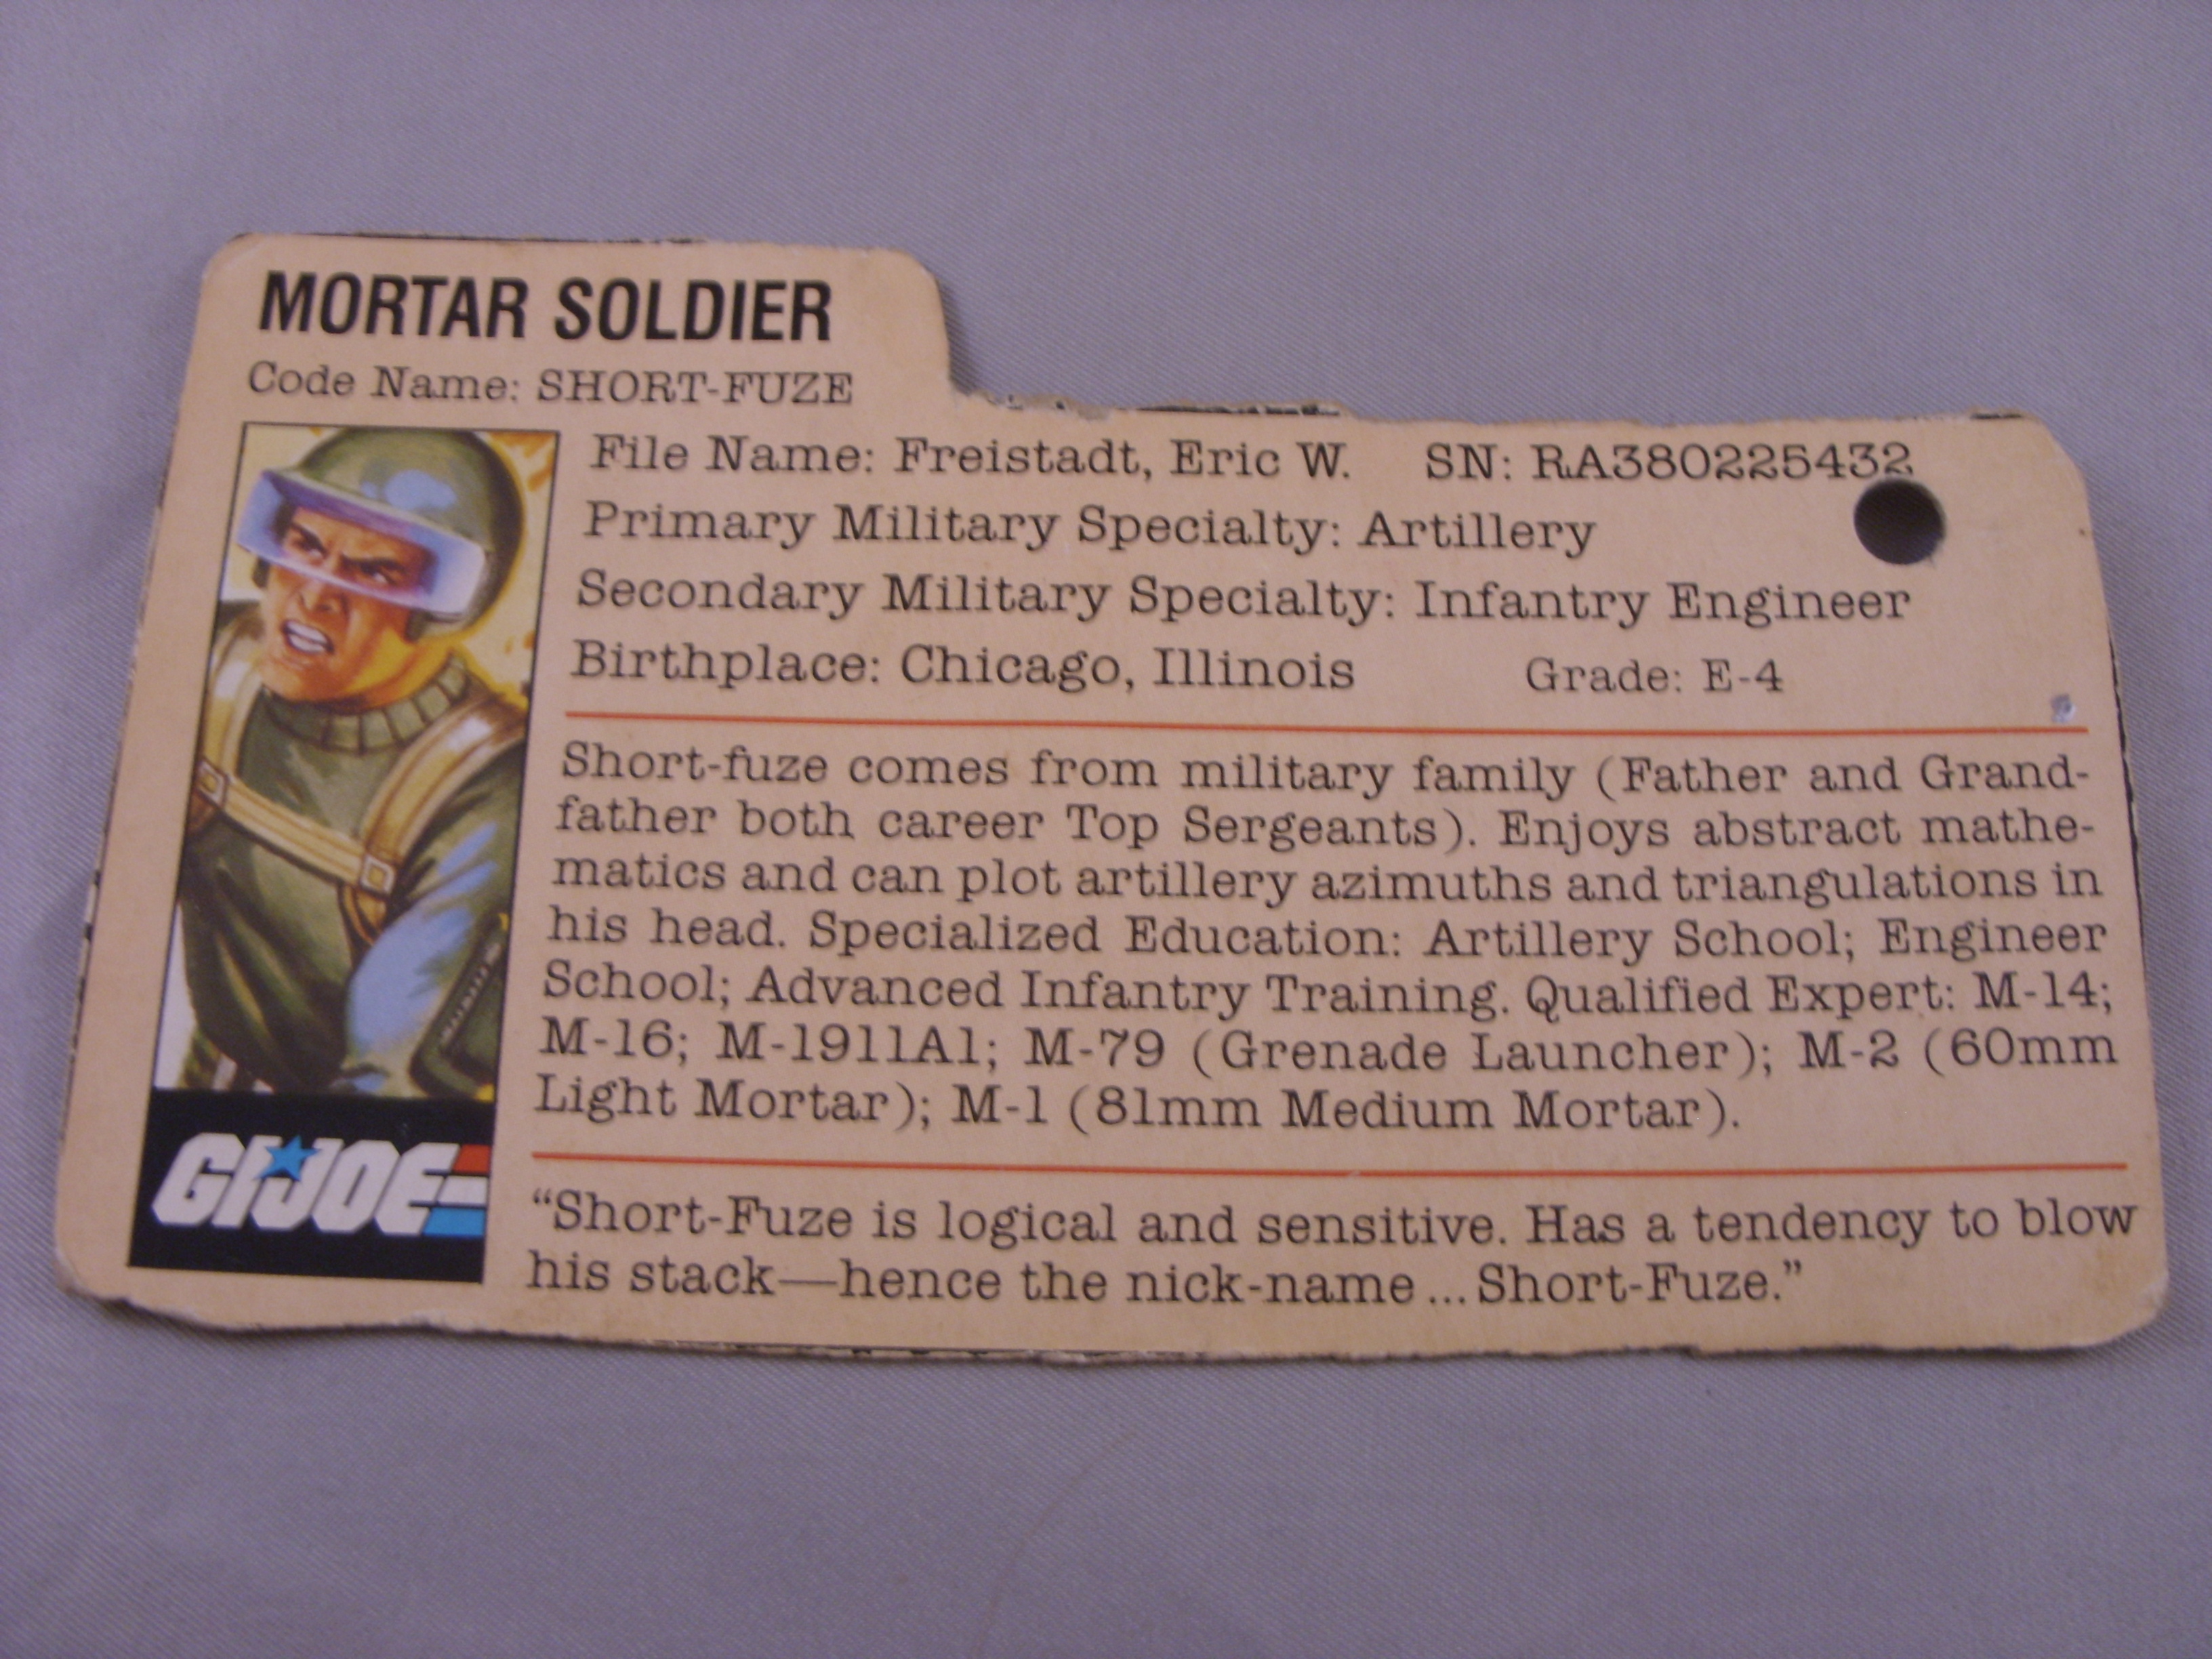 MORTAR SOLDIER
Code Name: SHORT-FUZE
File Name: Freistadt, Eric W. SN: RA380225432
Primary Military Specialty: Artillery
Secondary Military Specialty: Infantry Engineer
Birthplace: Chicago, Illinois Grade: E-4
Short-fuze comes from military family (Father and Grand-
father both career Top Sergeants). Enjoys abstract mathe-
matics and can plot artillery azimuths and triangulations in
his head. Specialized Education: Artillery School; Engineer
School; Advanced Infantry Training. Qualified Expert: M-14;
M-16; M-1911A1; M-79 (Grenade Launcher); M-2 (60mm
Light Mortar); M-1 (81mm Medium Mortar).
GI JOE
“Short-Fuze is logical and sensitive. Has a tendency to blow
his stack—hence the nick-name...Short-Fuze.”